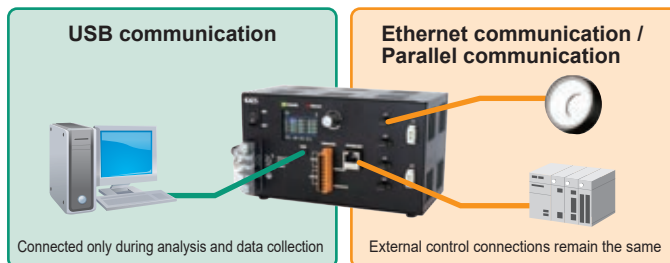 USB communication
Ethernet communication /
Parallel communication
Connected only during analysis and data collection
External control connections remain the same